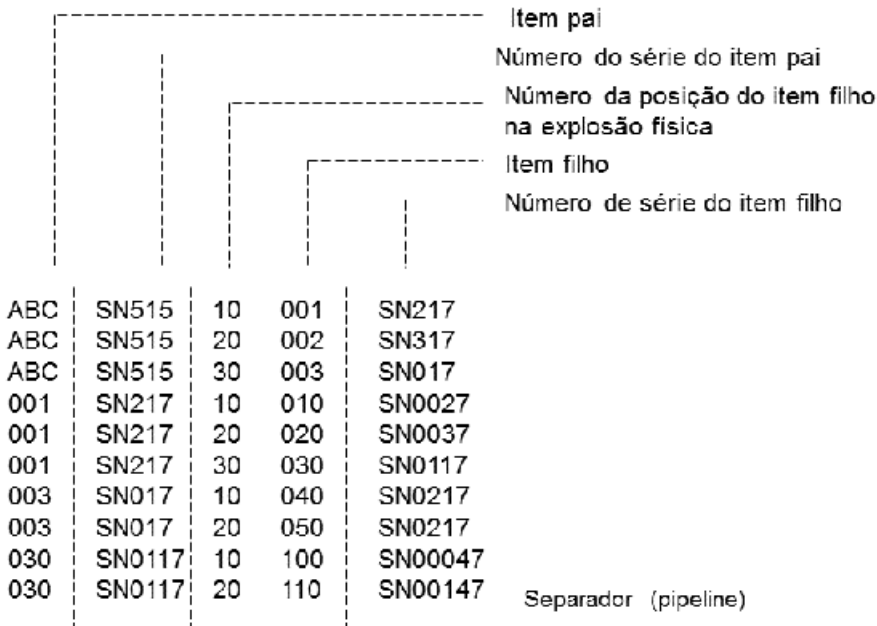 Item pai
Número do série do item pai
Número da posição do item filho
na explosão física
Item filho
Número de série do item filho
ABC SN515 10 001 SN217
ABC SN515 20 002 SN317
ABC SN515 30 003 SN017
001 SN217 10 010 SN0027
001 SN217 20 020 SN0037
001 SN217 30 030 SN0117
003 SN017 10 040 SN0217
003 SN017 20 050 SN0217
030 SN0117 10 100 SN00047
030 SN0117 20 110 SN00147
Separador (pipeline)